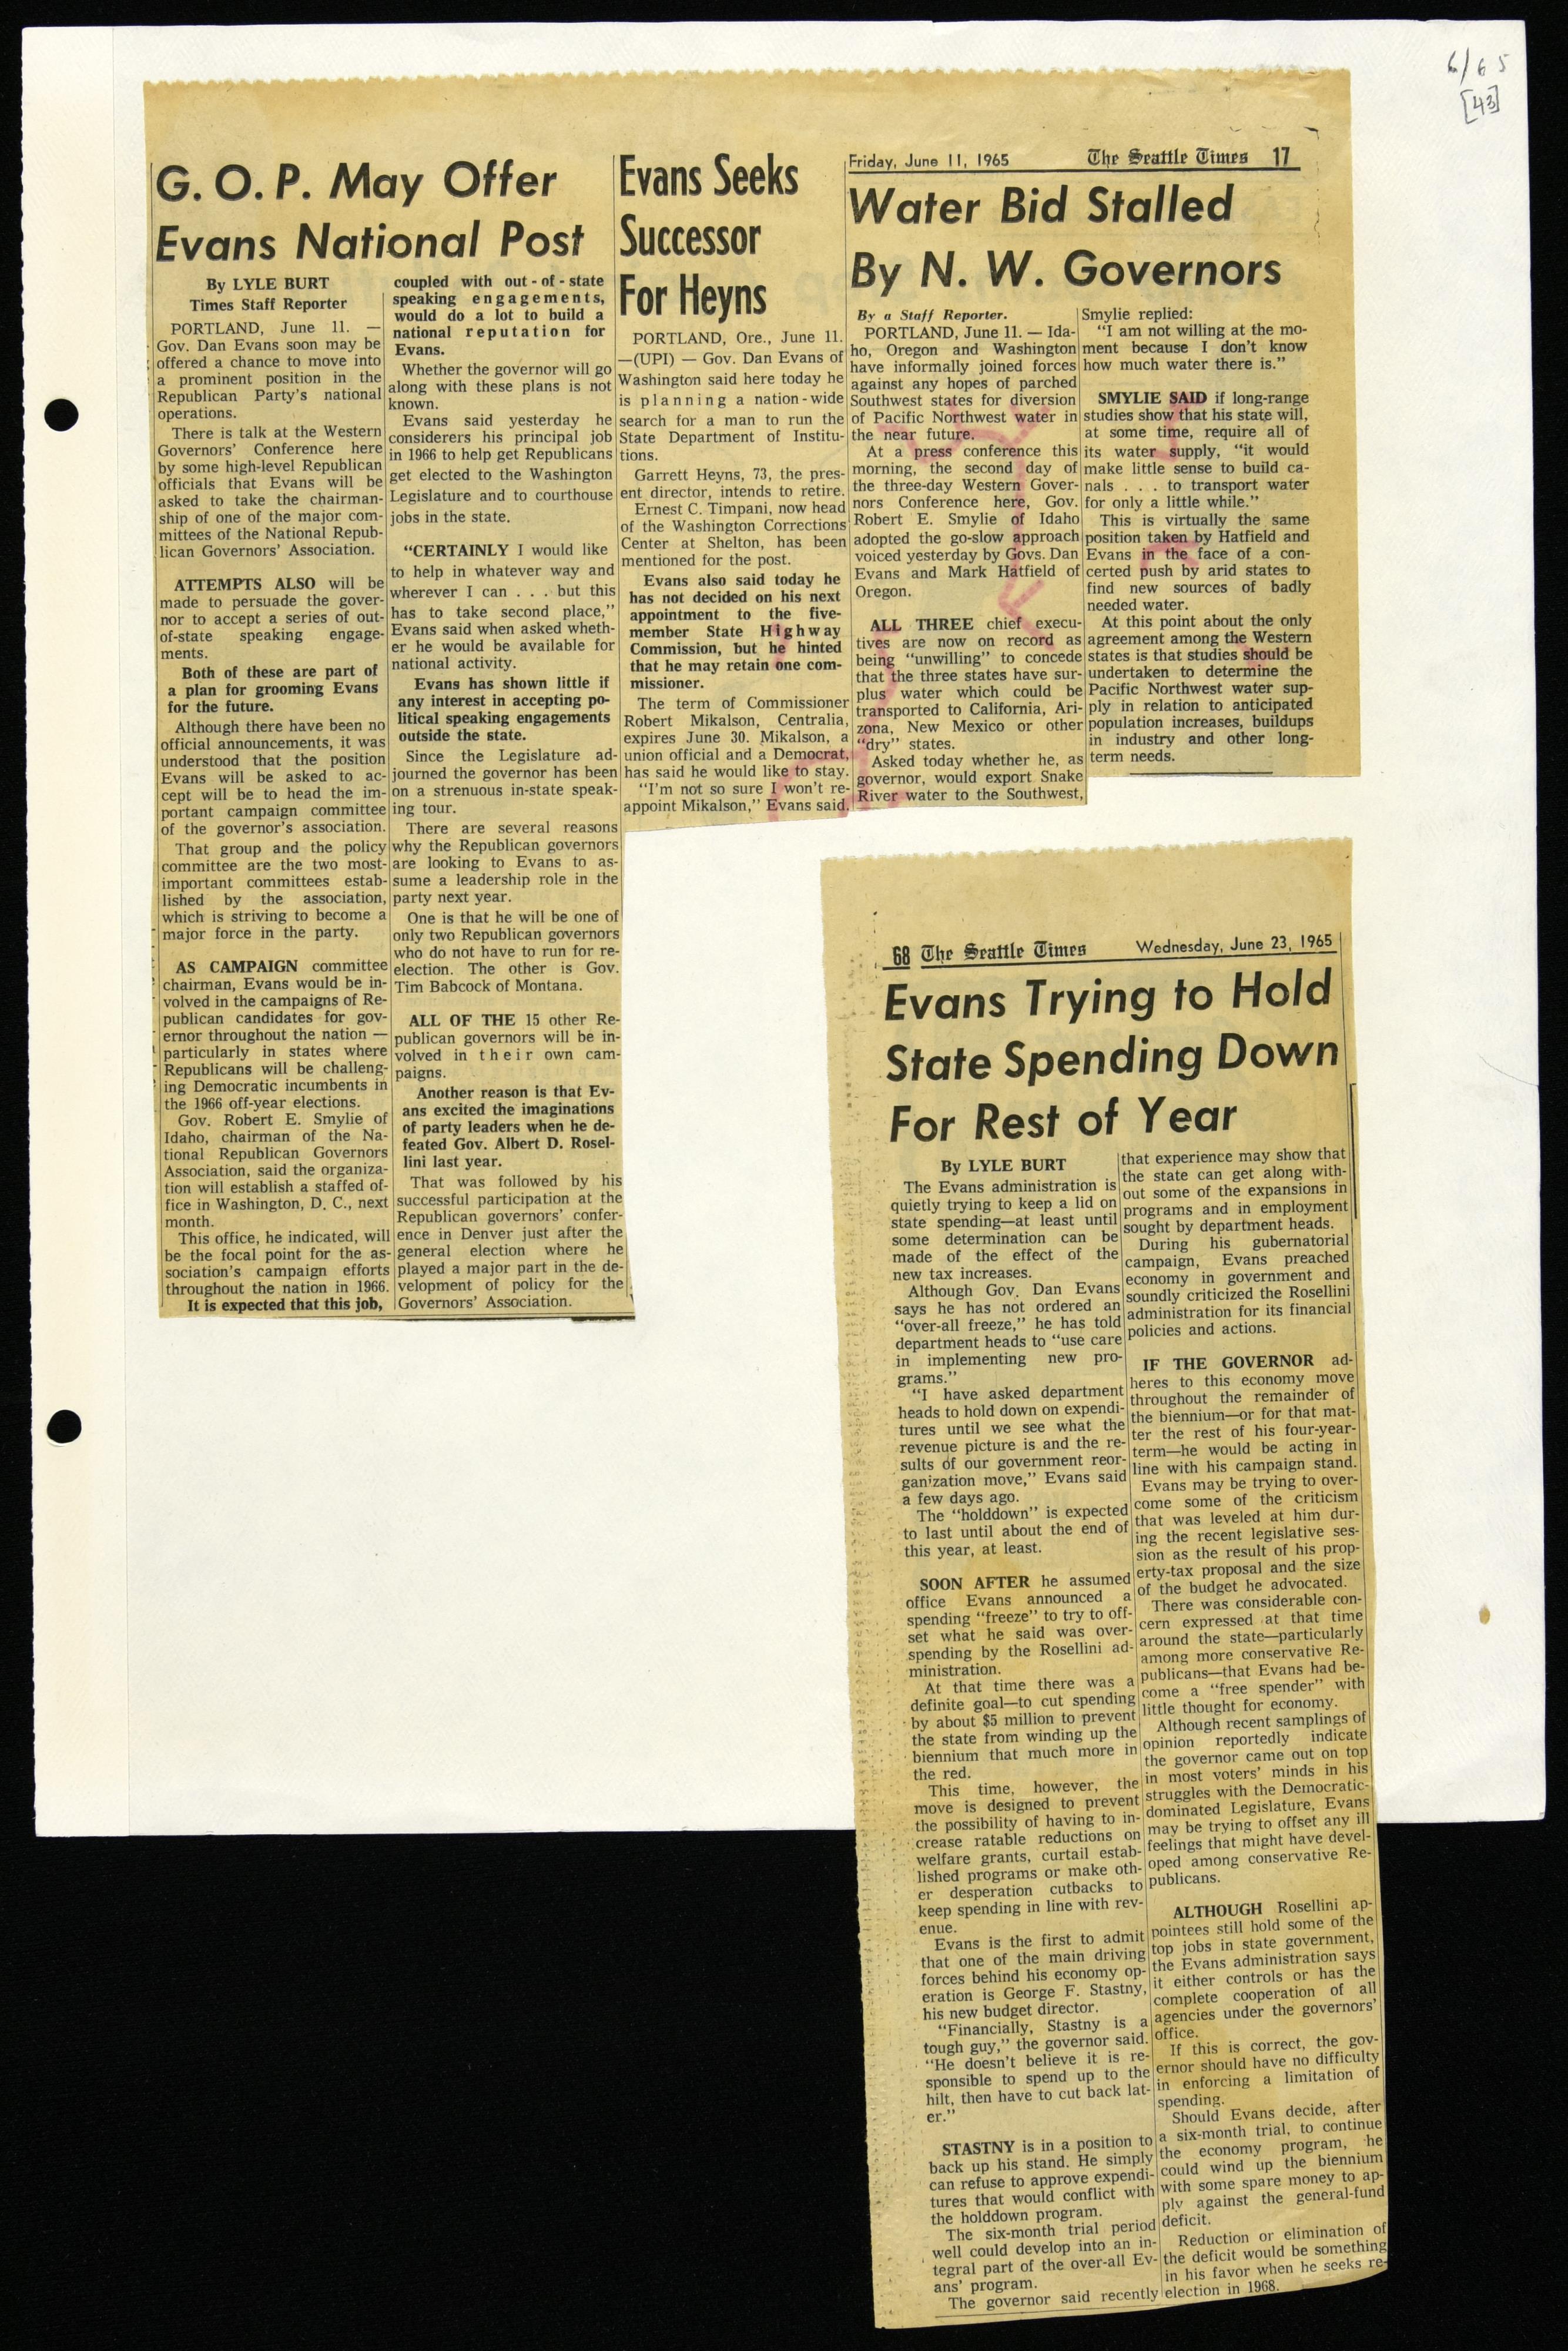 6/65
[43]
G. O. P. May Offer
Evans National Post
By LYLE BURT
Times Staff Reporter
PORTLAND, June 11. —
Gov. Dan Evans soon may be
offered a chance to move into
a prominent position in the
Republican Party's national
operations.
There is talk at the Western
Governors' Conference here
by some high-level Republican
officials that Evans will be
asked to take the chairman-
ship of one of the major com-
mittees of the National Repub-
lican Governors' Association.
ATTEMPTS ALSO will be
made to persuade the gover-
nor to accept a series of out-
of-state speaking engage-
ments.
Both of these are part of
a plan for grooming Evans
for the future.
Although there have been no
official announcements, it was
understood that the position
Evans will be asked to ac-
cept will be to head the im-
portant campaign committee
of the governor's association.
That group and the policy
committee are the two most-
important committees estab-
lished by the association,
which is striving to become a
major force in the party.
AS CAMPAIGN committee
chairman, Evans would be in-
volved in the campaigns of Re-
publican candidates for gov-
ernor throughout the nation —
particularly in states where
Republicans will be challeng-
ing Democratic incumbents in
the 1966 off-year elections.
Gov. Robert E. Smylie of
Idaho, chairman of the Na-
tional Republican Governors
Association, said the organiza-
tion will establish a staffed of-
fice in Washington, D. C., next
month.
This office, he indicated, will
be the focal point for the as-
sociation's campaign efforts
throughout the nation in 1966.
It is expected that this job,
coupled with out-of-state
speaking engagements,
would do a lot to build a
national reputation for
Evans.
Whether the governor will go
along with these plans is not
known.
Evans said yesterday he
considerers his principal job
in 1966 to help get Republicans
get elected to the Washington
Legislature and to courthouse
jobs in the state.
"CERTAINLY I would like
to help in whatever way and
wherever I can . . . but this
has to take second place,"
Evans said when asked wheth-
er he would be available for
national activity.
Evans has shown little if
any interest in accepting po-
litical speaking engagements
outside the state.
Since the Legislature ad-
journed the governor has been
on a strenuous in-state speak-
ing tour.
There are several reasons
why the Republican governors
are looking to Evans to as-
sume a leadership role in the
party next year.
One is that he will be one of
only two Republican governors
who do not have to run for re-
election. The other is Gov.
Tim Babcock of Montana.
ALL OF THE 15 other Re-
publican governors will be in-
volved in their own cam-
paigns.
Another reason is that Ev-
ans excited the imaginations
of party leaders when he de-
feated Gov. Albert D. Rosel-
lini last year.
That was followed by his
successful participation at the
Republican governors' confer-
ence in Denver just after the
general election where he
played a major part in the de-
velopment of policy for the
Governors' Association.
Evans Seeks
Successor
For Heyns
PORTLAND, Ore., June 11.
—(UPI) — Gov. Dan Evans of
Washington said here today he
is planning a nation-wide
search for a man to run the
State Department of Institu-
tions.
Garrett Heyns, 73, the pres-
ent director, intends to retire.
Ernest C. Timpani, now head
of the Washington Corrections
Center at Shelton, has been
mentioned for the post.
Evans also said today he
has not decided on his next
appointment to the five-
member State Highway
Commission, but he hinted
that he may retain one com-
missioner.
The term of Commissioner
Robert Mikalson, Centralia,
expires June 30. Mikalson, a
union official and a Democrat,
has said he would like to stay.
"I'm not so sure I won't re-
appoint Mikalson," Evans said.
Friday, June 11, 1965 The Seattle Times 17
Water Bid Stalled
By N. W. Governors
By a Staff Reporter.
PORTLAND, June 11. — Ida-
ho, Oregon and Washington
have informally joined forces
against any hopes of parched
Southwest states for diversion
of Pacific Northwest water in
the near future.
At a press conference this
morning, the second day of
the three-day Western Gover-
nors Conference here, Gov.
Robert E. Smylie of Idaho
adopted the go-slow approach
voiced yesterday by Govs. Dan
Evans and Mark Hatfield of
Oregon.
ALL THREE chief execu-
tives are now on record as
being "unwilling" to concede
that the three states have sur-
plus water which could be
transported to California, Ari-
zona, New Mexico or other
"dry" states.
Asked today whether he, as
governor, would export Snake
River water to the Southwest,
Smylie replied:
"I am not willing at the mo-
ment because I don't know
how much water there is."
SMYLIE SAID if long-range
studies show that his state will,
at some time, require all of
its water supply, "it would
make little sense to build ca-
nals . . . to transport water
for only a little while."
This is virtually the same
position taken by Hatfield and
Evans in the face of a con-
certed push by arid states to
find new sources of badly
needed water.
At this point about the only
agreement among the Western
states is that studies should be
undertaken to determine the
Pacific Northwest water sup-
ply in relation to anticipated
population increases, buildups
in industry and other long-
term needs.
68 The Seattle Times Wednesday, June 23, 1965
Evans Trying to Hold
State Spending Down
For Rest of Year
By LYLE BURT
The Evans administration is
quietly trying to keep a lid on
state spending—at least until
some determination can be
made of the effect of the
new tax increases.
Although Gov. Dan Evans
says he has not ordered an
"over-all freeze," he has told
department heads to "use care
in implementing new pro-
grams."
"I have asked department
heads to hold down on expendi-
tures until we see what the
revenue picture is and the re-
sults of our government reor-
ganization move," Evans said
a few days ago.
The "holddown" is expected
to last until about the end of
this year, at least.
SOON AFTER he assumed
office Evans announced a
spending "freeze" to try to off-
set what he said was over-
spending by the Rosellini ad-
ministration.
At that time there was a
definite goal—to cut spending
by about $5 million to prevent
the state from winding up the
biennium that much more in
the red.
This time, however, the
move is designed to prevent
the possibility of having to in-
crease ratable reductions on
welfare grants, curtail estab-
lished programs or make oth-
er desperation cutbacks to
keep spending in line with rev-
enue.
Evans is the first to admit
that one of the main driving
forces behind his economy op-
eration is George F. Stastny,
his new budget director.
"Financially, Stastny is a
tough guy," the governor said.
"He doesn't believe it is re-
sponsible to spend up to the
hilt, then have to cut back lat-
er."
STASTNY is in a position to
back up his stand. He simply
can refuse to approve expendi-
tures that would conflict with
the holddown program.
The six-month trial period
well could develop into an in-
tegral part of the over-all Ev-
ans' program.
The governor said recently
that experience may show that
the state can get along with-
out some of the expansions in
programs and in employment
sought by department heads.
During his gubernatorial
campaign, Evans preached
economy in government and
soundly criticized the Rosellini
administration for its financial
policies and actions.
IF THE GOVERNOR ad-
heres to this economy move
throughout the remainder of
the biennium—or for that mat-
ter the rest of his four-year-
term—he would be acting in
line with his campaign stand.
Evans may be trying to over-
come some of the criticism
that was leveled at him dur-
ing the recent legislative ses-
sion as the result of his prop-
erty-tax proposal and the size
of the budget he advocated.
There was considerable con-
cern expressed at that time
around the state—particularly
among more conservative Re-
publicans—that Evans had be-
come a "free spender" with
little thought for economy.
Although recent samplings of
opinion reportedly indicate
the governor came out on top
in most voters' minds in his
struggles with the Democratic-
dominated Legislature, Evans
may be trying to offset any ill
feelings that might have devel-
oped among conservative Re-
publicans.
ALTHOUGH Rosellini ap-
pointees still hold some of the
top jobs in state government,
the Evans administration says
it either controls or has the
complete cooperation of all
agencies under the governors'
office.
If this is correct, the gov-
ernor should have no difficulty
in enforcing a limitation of
spending.
Should Evans decide, after
a six-month trial, to continue
the economy program, he
could wind up the biennium
with some spare money to ap-
ply against the general-fund
deficit.
Reduction or elimination of
the deficit would be something
in his favor when he seeks re-
election in 1968.